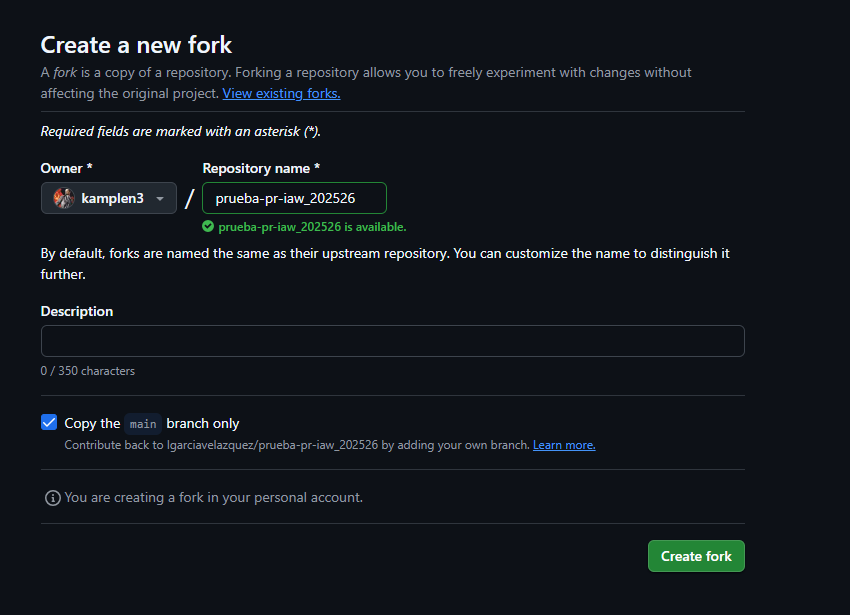 Create a new fork
A fork is a copy of a repository. Forking a repository allows you to freely experiment with changes without
affecting the original project. View existing forks.
Required fields are marked with an asterisk (*).
Owner *
Repository name *
kamplen3
/
prueba-pr-iaw_202526
prueba-pr-iaw_202526 is available.
By default, forks are named the same as their upstream repository. You can customize the name to distinguish it
further.
Description
0 / 350 characters
Copy the main branch only
Contribute back to lgarciavelazquez/prueba-pr-iaw_202526 by adding your own branch. Learn more.
You are creating a fork in your personal account.
Create fork